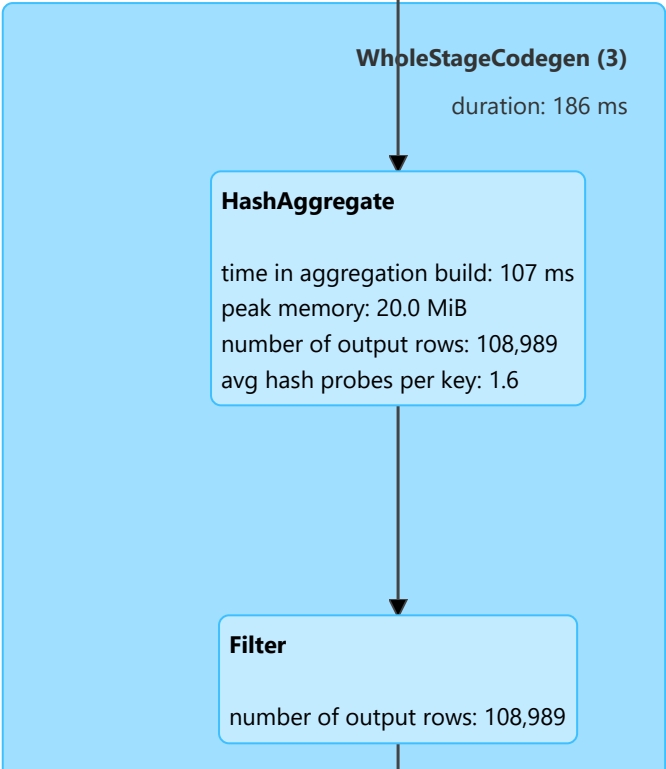 WholeStageCodegen (3)
duration: 186 ms
HashAggregate
time in aggregation build: 107 ms
peak memory: 20.0 MiB
number of output rows: 108,989
avg hash probes per key: 1.6
Filter
number of output rows: 108,989